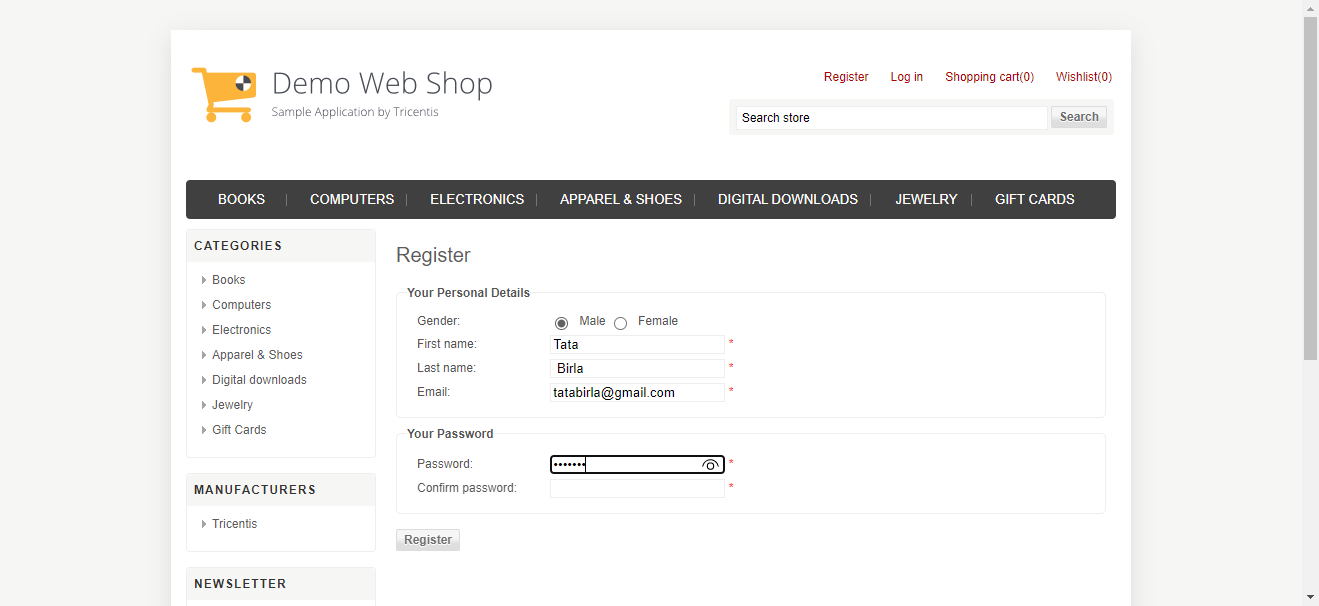 Demo Web Shop
Sample Application by Tricentis
Register Log in Shopping cart(0) Wishlist(0)
Search store Search
BOOKS COMPUTERS ELECTRONICS APPAREL & SHOES DIGITAL DOWNLOADS JEWELRY GIFT CARDS
CATEGORIES
Books
Computers
Electronics
Apparel & Shoes
Digital downloads
Jewelry
Gift Cards
MANUFACTURERS
Tricentis
NEWSLETTER
Register
Your Personal Details
Gender: Male Female
First name: Tata *
Last name: Birla *
Email: tatabirla@gmail.com *
Your Password
Password: ••••••• *
Confirm password: *
Register